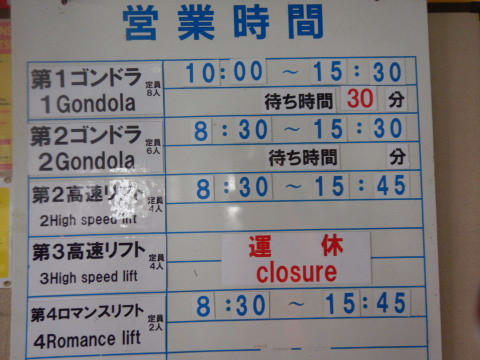 営業時間
第1ゴンドラ 定員8人 10:00 ～ 15:30
1Gondola 待ち時間 30 分
第2ゴンドラ 定員6人 8:30 ～ 15:30
2Gondola 待ち時間 分
第2高速リフト 定員4人 8:30 ～ 15:45
2High speed lift
第3高速リフト 定員4人 運休
3High speed lift closure
第4ロマンスリフト 定員2人 8:30 ～ 15:45
4Romance lift